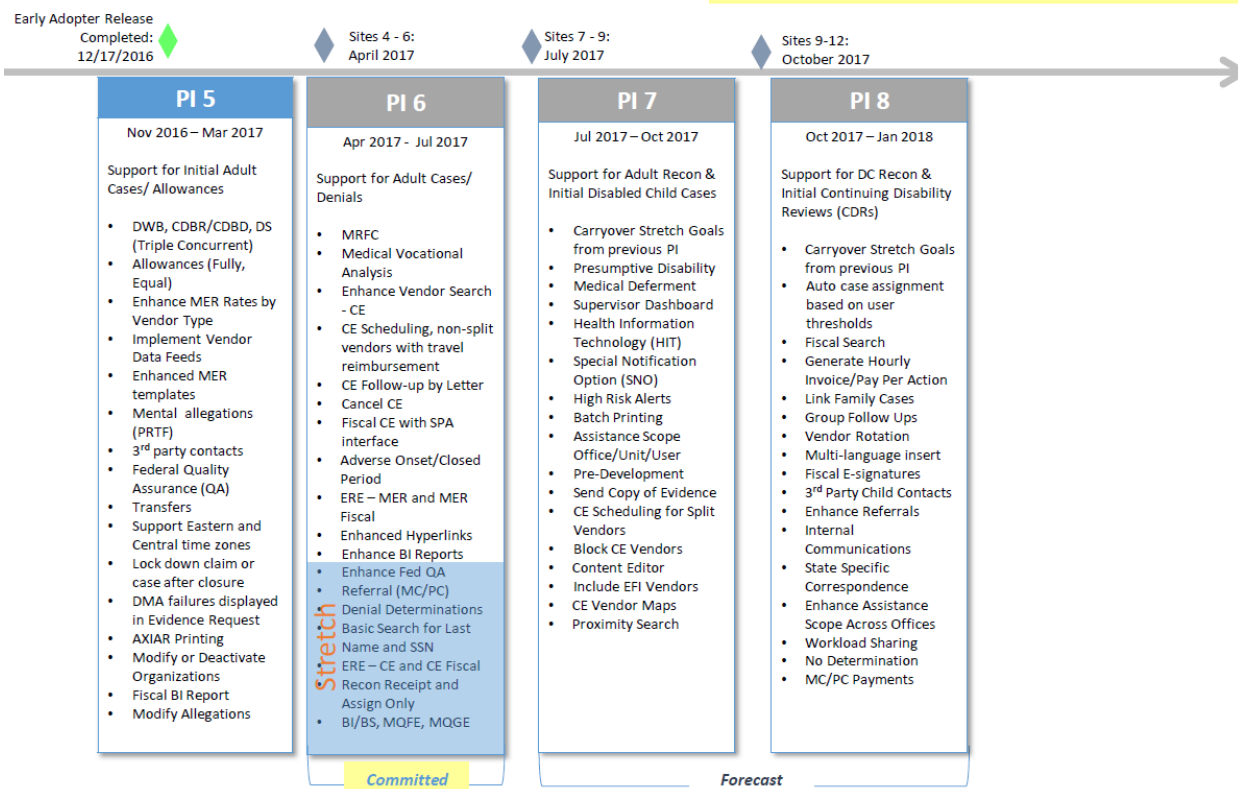 Early Adopter Release
Completed:
12/17/2016
Sites 4 - 6:
April 2017
Sites 7 - 9:
July 2017
Sites 9-12:
October 2017
PI 5
Nov 2016 – Mar 2017
Support for Initial Adult
Cases/ Allowances
• DWB, CDBR/CDBD, DS
(Triple Concurrent)
• Allowances (Fully,
Equal)
• Enhance MER Rates by
Vendor Type
• Implement Vendor
Data Feeds
• Enhanced MER
templates
• Mental allegations
(PRTF)
• 3rd party contacts
• Federal Quality
Assurance (QA)
• Transfers
• Support Eastern and
Central time zones
• Lock down claim or
case after closure
• DMA failures displayed
in Evidence Request
• AXIAR Printing
• Modify or Deactivate
Organizations
• Fiscal BI Report
• Modify Allegations
PI 6
Apr 2017 - Jul 2017
Support for Adult Cases/
Denials
• MRFC
• Medical Vocational
Analysis
• Enhance Vendor Search
- CE
• CE Scheduling, non-split
vendors with travel
reimbursement
• CE Follow-up by Letter
• Cancel CE
• Fiscal CE with SPA
interface
• Adverse Onset/Closed
Period
• ERE – MER and MER
Fiscal
• Enhanced Hyperlinks
• Enhance BI Reports
• Enhance Fed QA
• Referral (MC/PC)
• Denial Determinations
• Basic Search for Last
Name and SSN
• ERE – CE and CE Fiscal
• Recon Receipt and
Assign Only
• BI/BS, MQFE, MQGE
Stretch
Committed
PI 7
Jul 2017 – Oct 2017
Support for Adult Recon &
Initial Disabled Child Cases
• Carryover Stretch Goals
from previous PI
• Presumptive Disability
• Medical Deferment
• Supervisor Dashboard
• Health Information
Technology (HIT)
• Special Notification
Option (SNO)
• High Risk Alerts
• Batch Printing
• Assistance Scope
Office/Unit/User
• Pre-Development
• Send Copy of Evidence
• CE Scheduling for Split
Vendors
• Block CE Vendors
• Content Editor
• Include EFI Vendors
• CE Vendor Maps
• Proximity Search
PI 8
Oct 2017 – Jan 2018
Support for DC Recon &
Initial Continuing Disability
Reviews (CDRs)
• Carryover Stretch Goals
from previous PI
• Auto case assignment
based on user
thresholds
• Fiscal Search
• Generate Hourly
Invoice/Pay Per Action
• Link Family Cases
• Group Follow Ups
• Vendor Rotation
• Multi-language insert
• Fiscal E-signatures
• 3rd Party Child Contacts
• Enhance Referrals
• Internal
Communications
• State Specific
Correspondence
• Enhance Assistance
Scope Across Offices
• Workload Sharing
• No Determination
• MC/PC Payments
Forecast